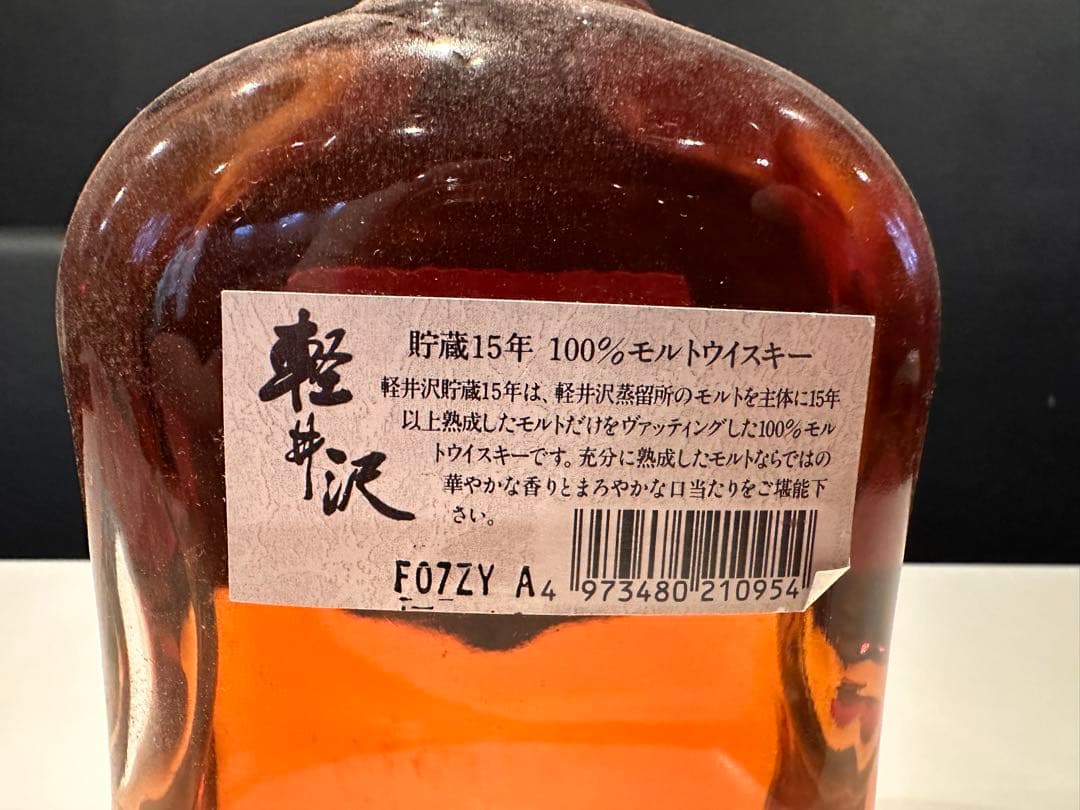 軽井沢
貯蔵15年 100%モルトウイスキー
軽井沢貯蔵15年は、軽井沢蒸留所のモルトを主体に15年
以上熟成したモルトだけをヴァッティングした100%モル
トウイスキーです。充分に熟成したモルトならではの
華やかな香りとまろやかな口当たりをご堪能下
さい。
F07ZY A
4 973480 210954